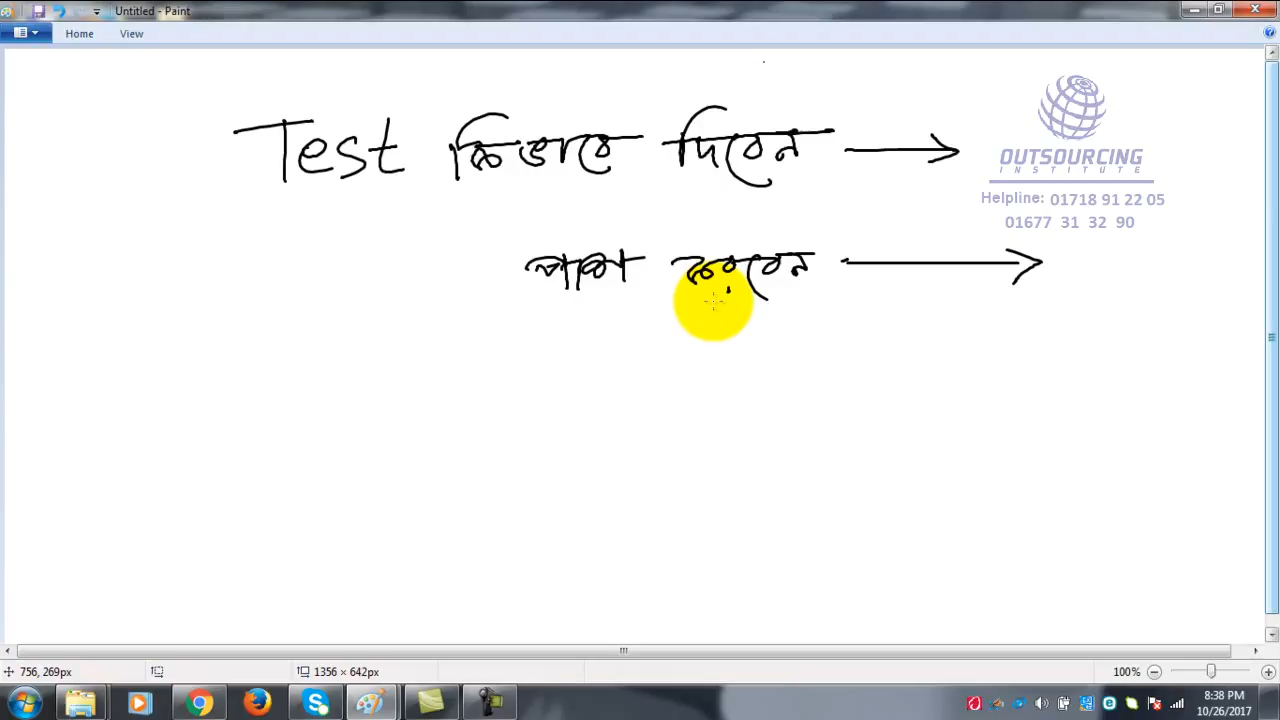 Untitled - Paint
Home View
Test কিভাবে দিবেন
OUTSOURCING
INSTITUTE
Helpline: 01718 91 22 05
01677 31 32 90
করবেন
756, 269px 1356 × 642px 100%
8:38 PM
10/26/2017